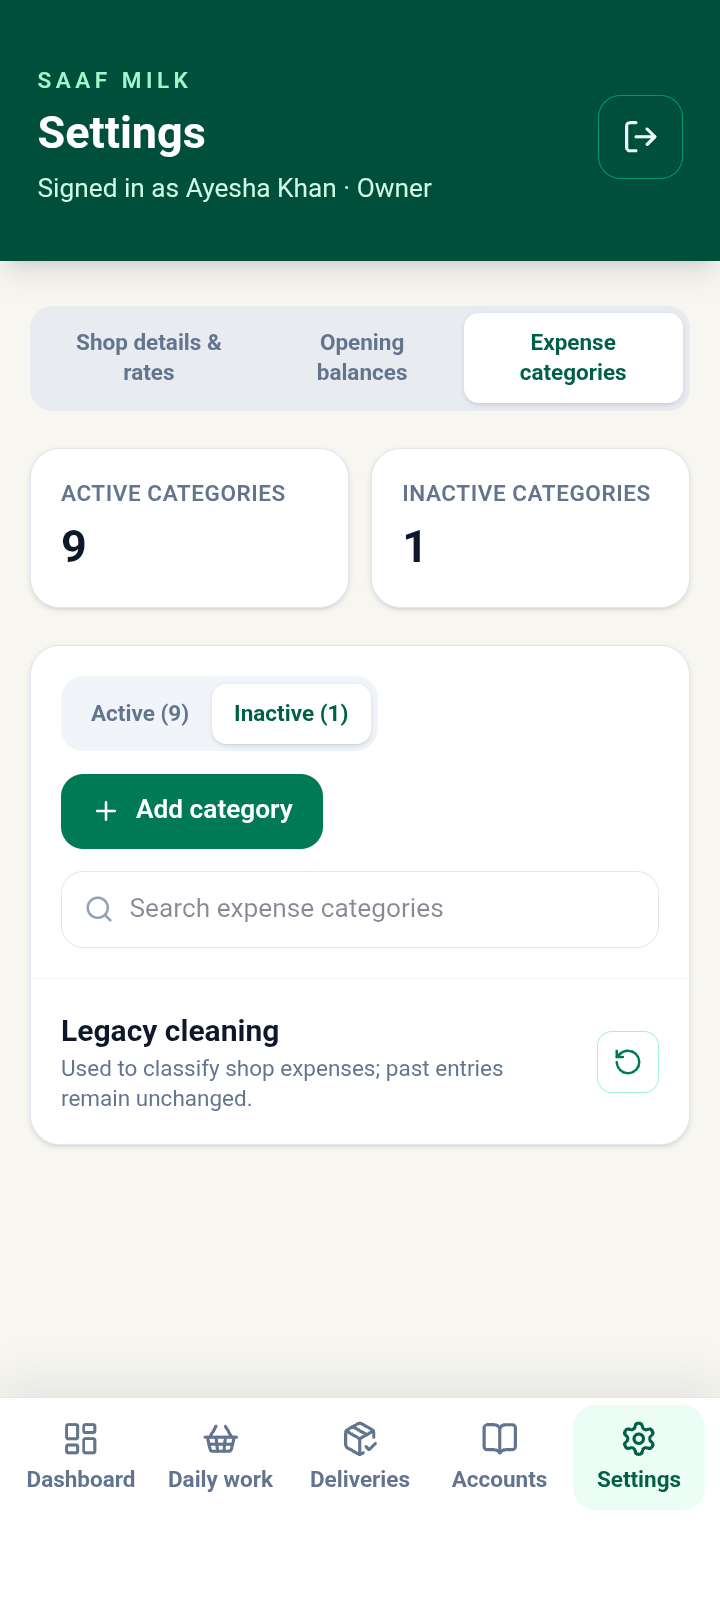 SAAF MILK
Settings
Signed in as Ayesha Khan · Owner
Shop details &
rates
Opening
balances
Expense
categories
ACTIVE CATEGORIES
9
INACTIVE CATEGORIES
1
Active (9)
Inactive (1)
Add category
Search expense categories
Legacy cleaning
Used to classify shop expenses; past entries
remain unchanged.
Dashboard
Daily work
Deliveries
Accounts
Settings